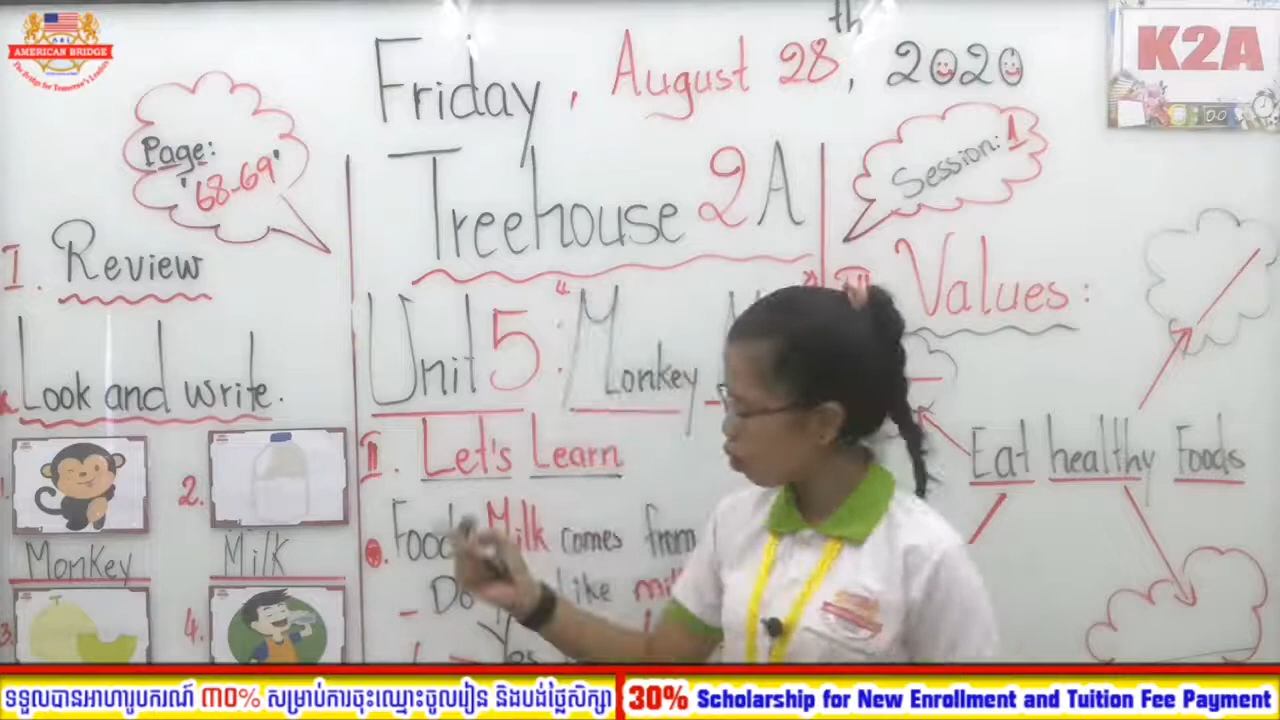 AMERICAN BRIDGE
The Bridge for Tomorrow's Leaders
K2A
Friday, August 28th, 2020
Page:
'68-69'
Session: 1
Treehouse 2A
I. Review
Unit 5: "Monkey
Values:
Look and write.
II. Let's Learn
Eat healthy Foods
1.
2.
Monkey
Milk
Food Milk comes from
- Do like
Yes
3.
4.
ទទួលបានអាហារូបករណ៍ ៣០% សម្រាប់ការចុះឈ្មោះចូលរៀន និងបង់ថ្លៃសិក្សា
30% Scholarship for New Enrollment and Tuition Fee Payment